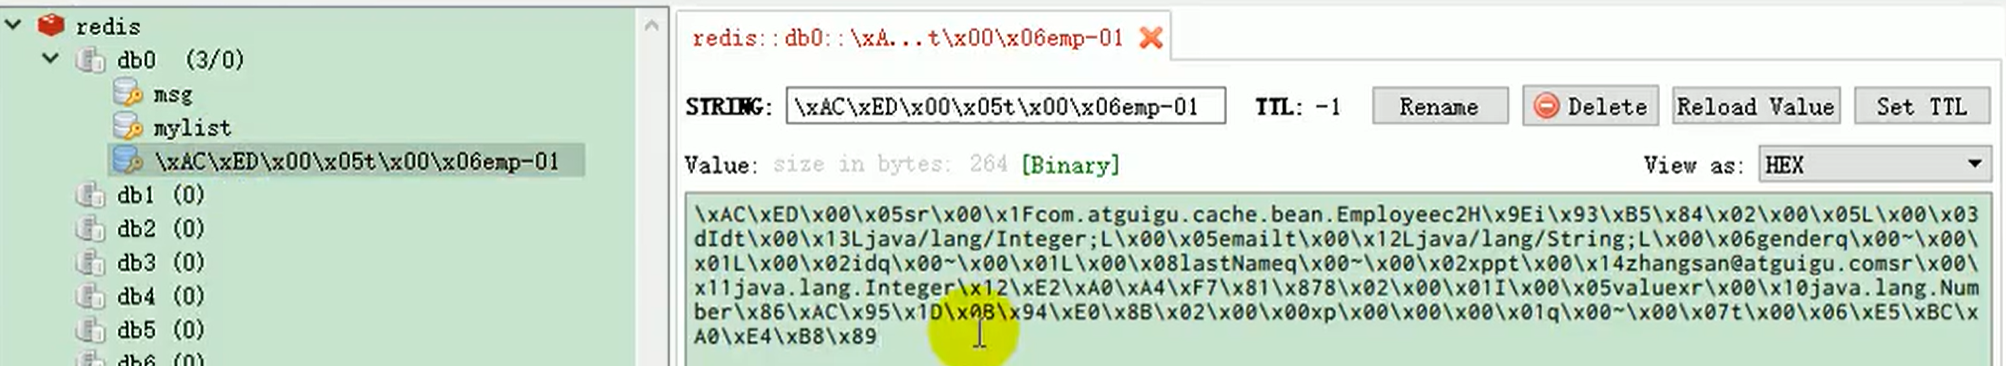 redis
db0 (3/0)
msg
mylist
\xAC\xED\x00\x05t\x00\x06emp-01
db1 (0)
db2 (0)
db3 (0)
db4 (0)
db5 (0)
db6 (0)
redis::db0::\xA...t\x00\x06emp-01
STRING: \xAC\xED\x00\x05t\x00\x06emp-01 TTL: -1 Rename Delete Reload Value Set TTL
Value: size in bytes: 264 [Binary] View as: HEX
\xAC\xED\x00\x05sr\x00\x1Fcom.atguigu.cache.bean.Employeec2H\x9Ei\x93\xB5\x84\x02\x00\x05L\x00\x03
dIdt\x00\x13Ljava/lang/Integer;L\x00\x05emailt\x00\x12Ljava/lang/String;L\x00\x06genderq\x00~\x00\
x01L\x00\x02idq\x00~\x00\x01L\x00\x08lastNameq\x00~\x00\x02xppt\x00\x14zhangsan@atguigu.comsr\x00\
x11java.lang.Integer\x12\xE2\xA0\xA4\xF7\x81\x878\x02\x00\x01I\x00\x05valuexr\x00\x10java.lang.Num
ber\x86\xAC\x95\x1D\x0B\x94\xE0\x8B\x02\x00\x00xp\x00\x00\x00\x01q\x00~\x00\x07t\x00\x06\xE5\xBC\x
A0\xE4\xB8\x89